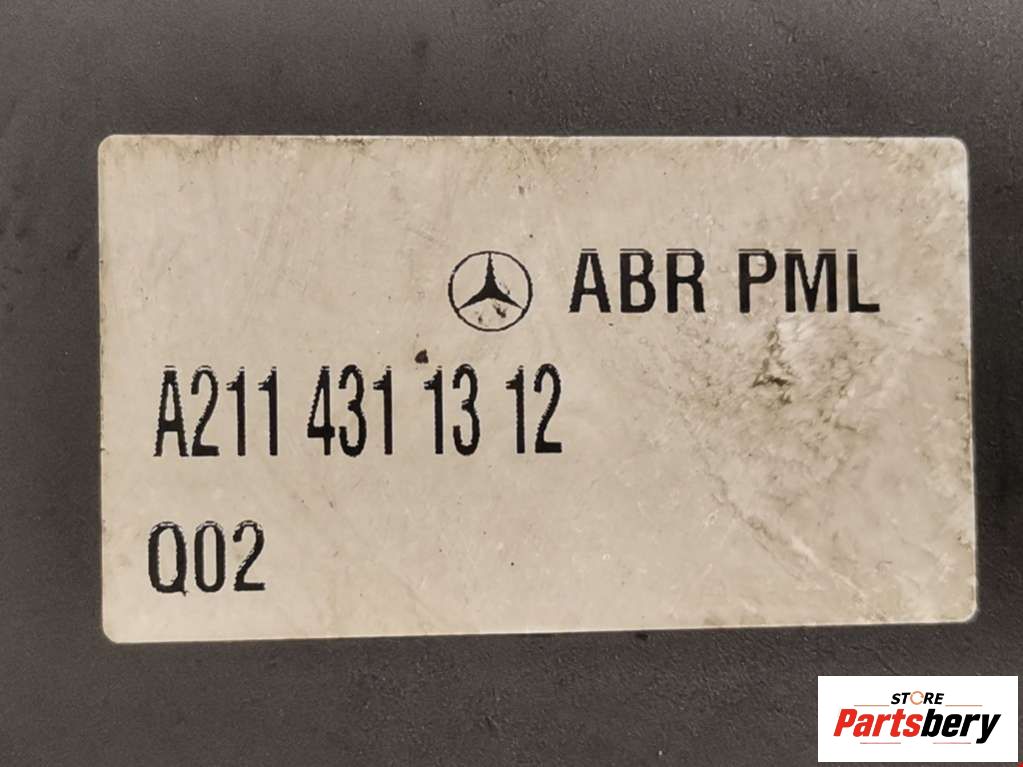 ABR PML
A211 431 13 12
Q02
STORE
Partsbery